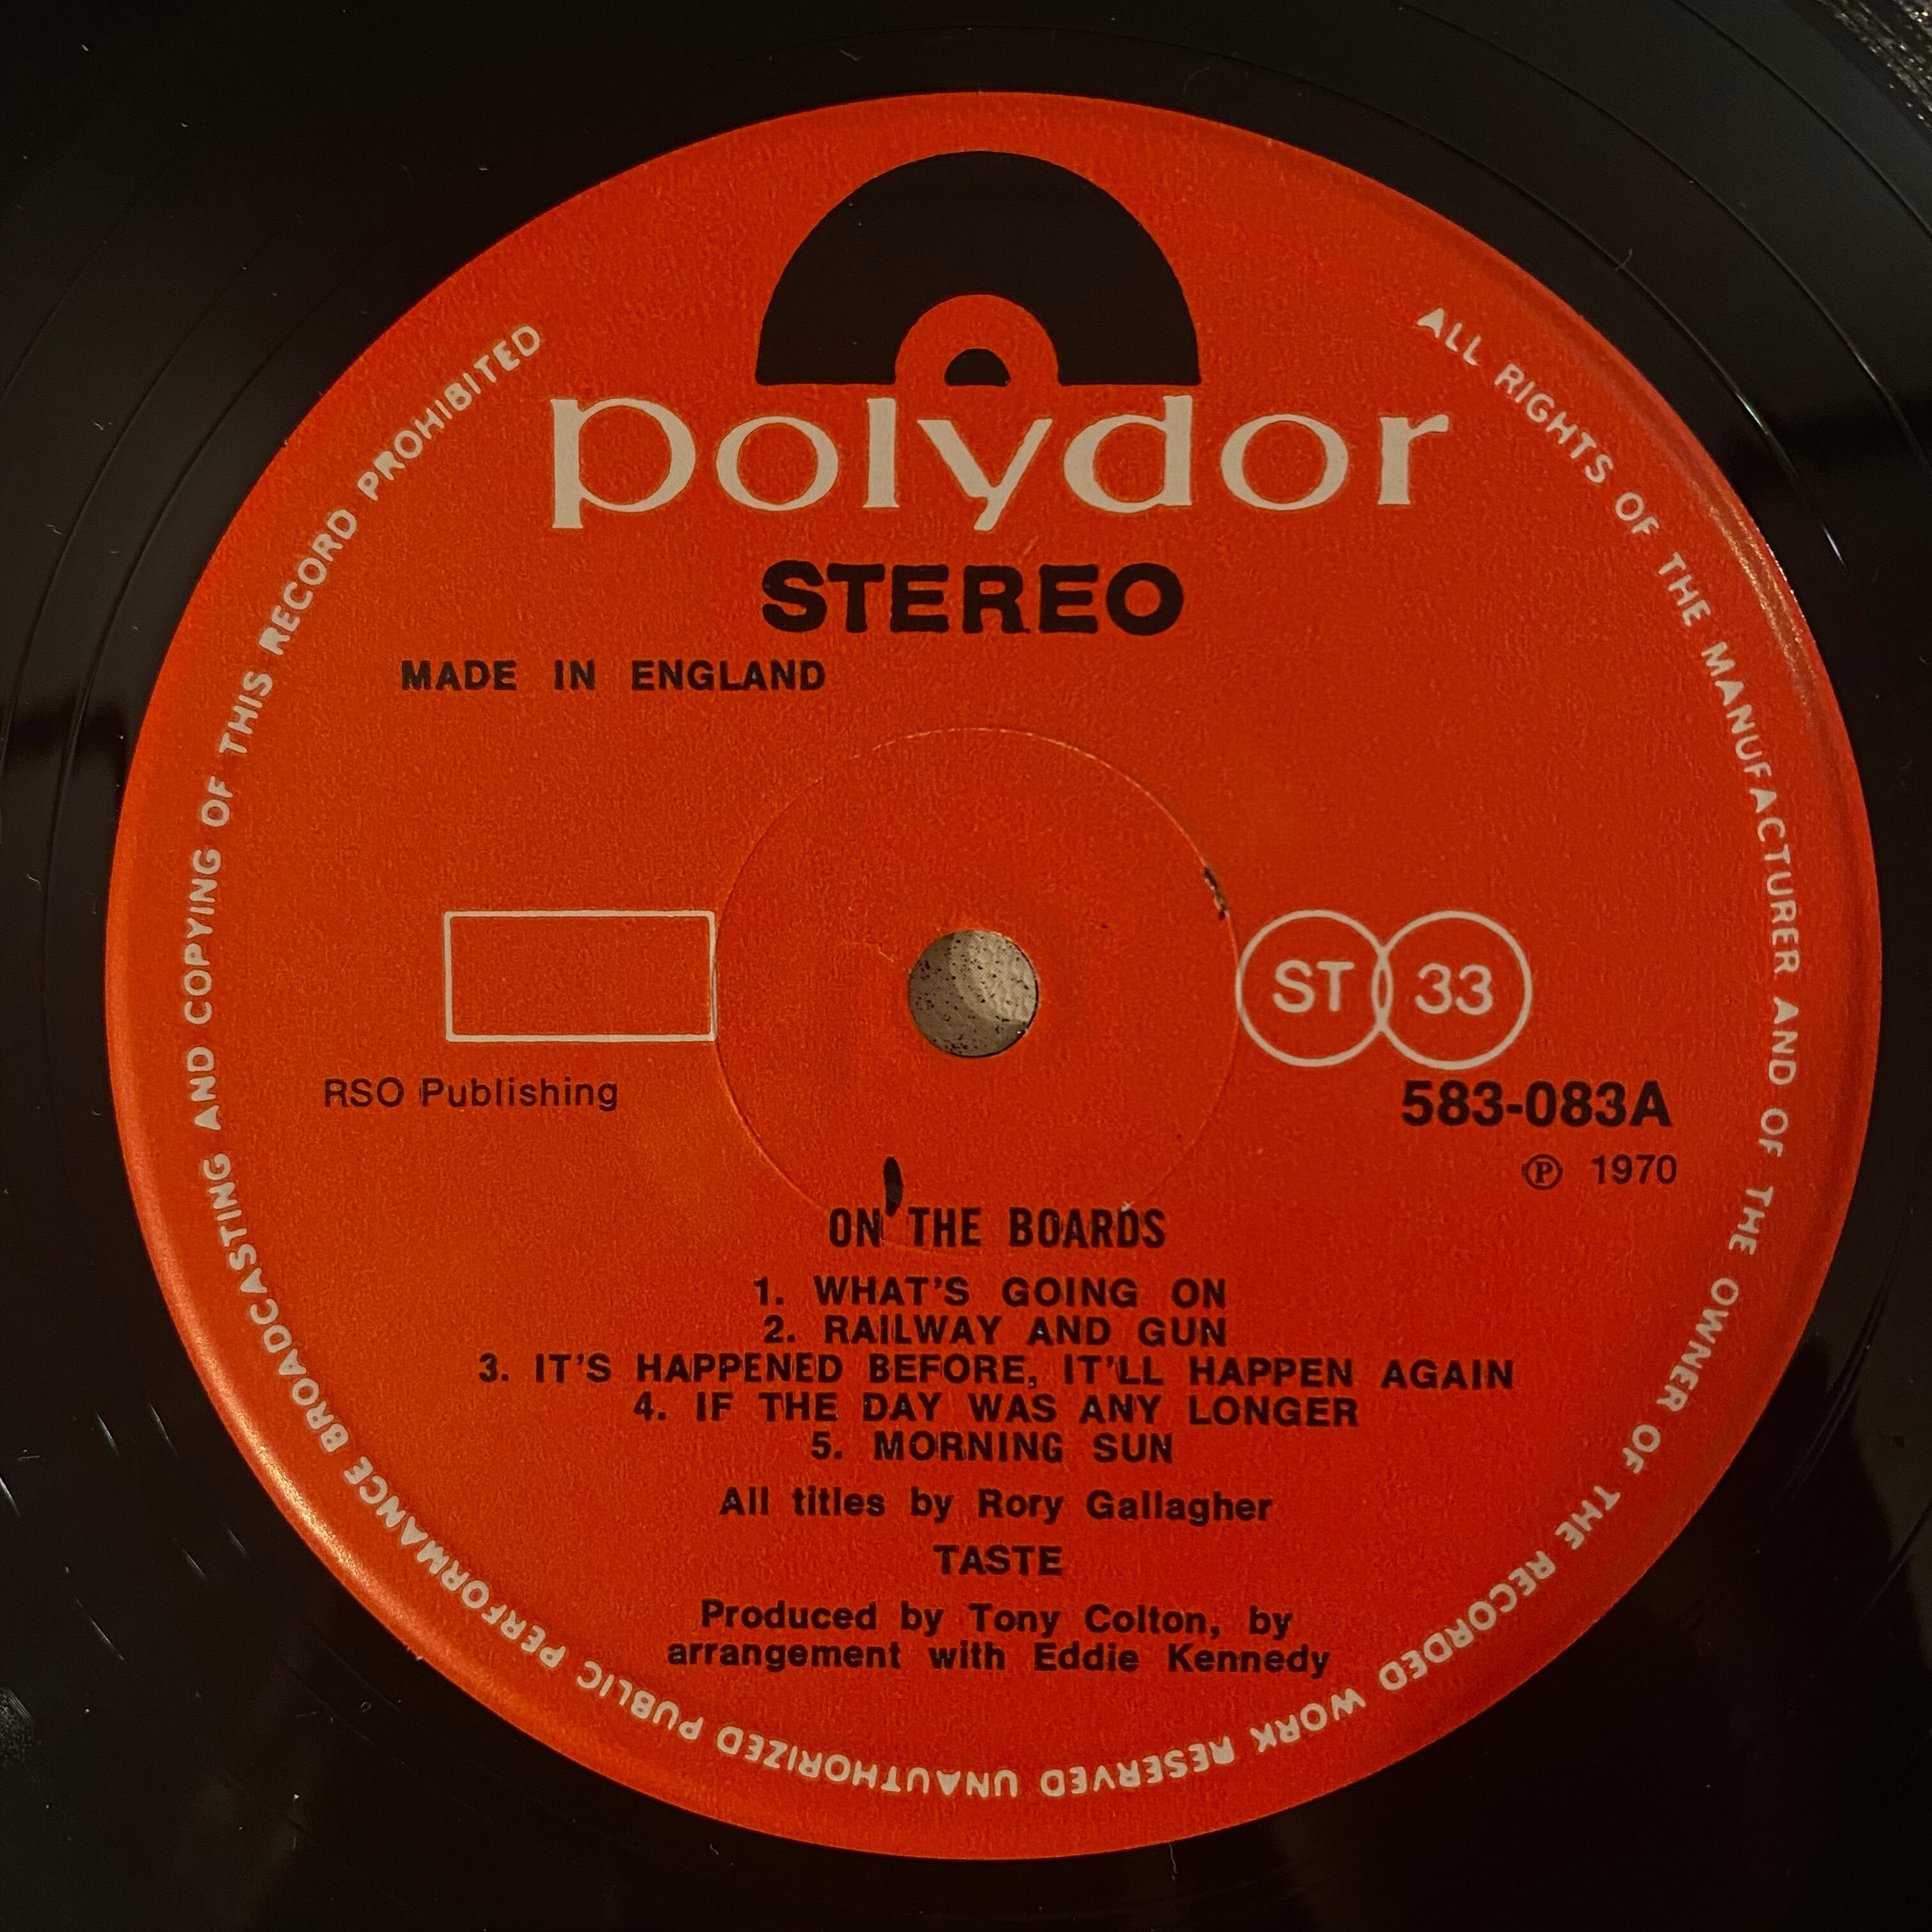 polydor
STEREO
MADE IN ENGLAND
ST 33
RSO Publishing
583-083A
℗ 1970
ON THE BOARDS
1. WHAT'S GOING ON
2. RAILWAY AND GUN
3. IT'S HAPPENED BEFORE, IT'LL HAPPEN AGAIN
4. IF THE DAY WAS ANY LONGER
5. MORNING SUN
All titles by Rory Gallagher
TASTE
Produced by Tony Colton, by
arrangement with Eddie Kennedy
ALL RIGHTS OF THE MANUFACTURER AND OF THE OWNER OF THE RECORDED WORK RESERVED UNAUTHORIZED PUBLIC PERFORMANCE BROADCASTING AND COPYING OF THIS RECORD PROHIBITED